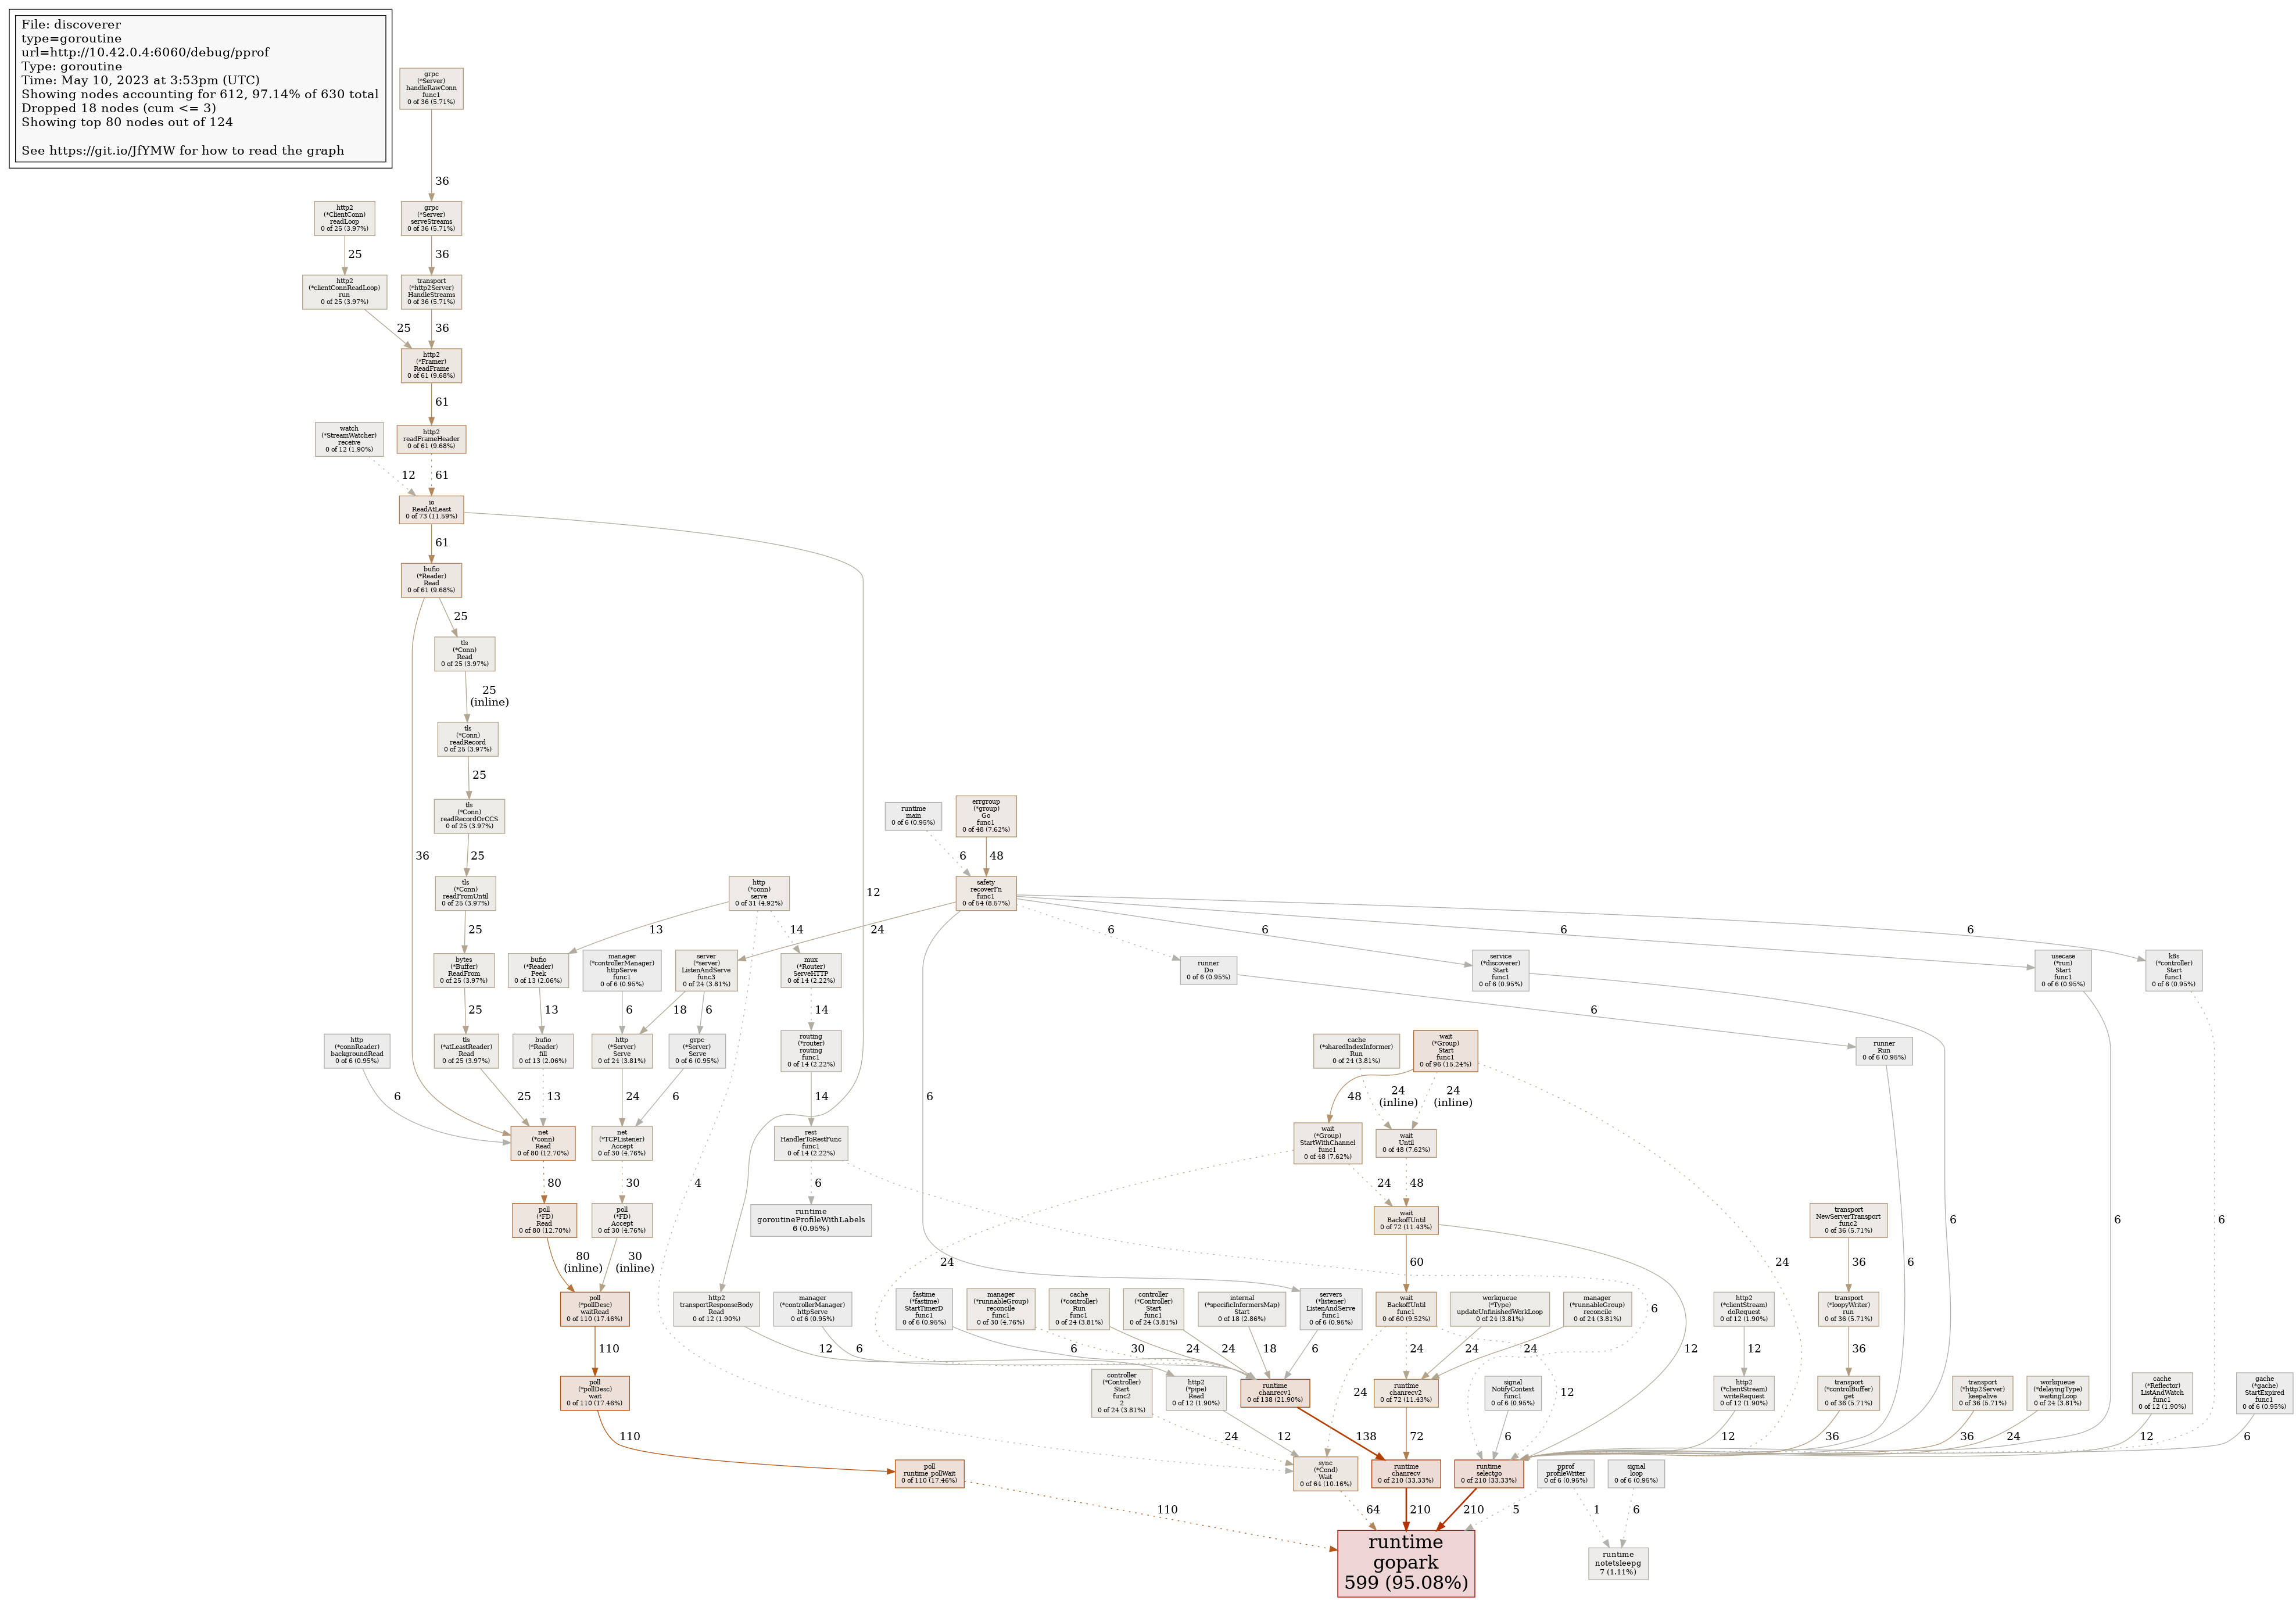 File: discoverer
type=goroutine
url=http://10.42.0.4:6060/debug/pprof
Type: goroutine
Time: May 10, 2023 at 3:53pm (UTC)
Showing nodes accounting for 612, 97.14% of 630 total
Dropped 18 nodes (cum <= 3)
Showing top 80 nodes out of 124
See https://git.io/JfYMW for how to read the graph
grpc
(*Server)
handleRawConn
func1
0 of 36 (5.71%)
36
http2
(*ClientConn)
readLoop
0 of 25 (3.97%)
grpc
(*Server)
serveStreams
0 of 36 (5.71%)
25
36
http2
(*clientConnReadLoop)
run
0 of 25 (3.97%)
transport
(*http2Server)
HandleStreams
0 of 36 (5.71%)
25
36
http2
(*Framer)
ReadFrame
0 of 61 (9.68%)
61
watch
(*StreamWatcher)
receive
0 of 12 (1.90%)
http2
readFrameHeader
0 of 61 (9.68%)
12
61
io
ReadAtLeast
0 of 73 (11.59%)
61
bufio
(*Reader)
Read
0 of 61 (9.68%)
25
tls
(*Conn)
Read
0 of 25 (3.97%)
25
(inline)
tls
(*Conn)
readRecord
0 of 25 (3.97%)
25
tls
(*Conn)
readRecordOrCCS
0 of 25 (3.97%)
runtime
main
0 of 6 (0.95%)
errgroup
(*group)
Go
func1
0 of 48 (7.62%)
36
25
12
6
48
tls
(*Conn)
readFromUntil
0 of 25 (3.97%)
http
(*conn)
serve
0 of 31 (4.92%)
safety
recoverFn
func1
0 of 54 (8.57%)
25
13
14
24
6
6
6
6
bytes
(*Buffer)
ReadFrom
0 of 25 (3.97%)
bufio
(*Reader)
Peek
0 of 13 (2.06%)
manager
(*controllerManager)
httpServe
func1
0 of 6 (0.95%)
server
(*server)
ListenAndServe
func3
0 of 24 (3.81%)
mux
(*Router)
ServeHTTP
0 of 14 (2.22%)
runner
Do
0 of 6 (0.95%)
service
(*discoverer)
Start
func1
0 of 6 (0.95%)
usecase
(*run)
Start
func1
0 of 6 (0.95%)
k8s
(*controller)
Start
func1
0 of 6 (0.95%)
25
13
6
18
6
14
6
http
(*connReader)
backgroundRead
0 of 6 (0.95%)
tls
(*atLeastReader)
Read
0 of 25 (3.97%)
bufio
(*Reader)
fill
0 of 13 (2.06%)
http
(*Server)
Serve
0 of 24 (3.81%)
grpc
(*Server)
Serve
0 of 6 (0.95%)
routing
(*router)
routing
func1
0 of 14 (2.22%)
cache
(*sharedIndexInformer)
Run
0 of 24 (3.81%)
wait
(*Group)
Start
func1
0 of 96 (15.24%)
runner
Run
0 of 6 (0.95%)
6
25
13
24
6
14
6
48
24
(inline)
24
(inline)
net
(*conn)
Read
0 of 80 (12.70%)
net
(*TCPListener)
Accept
0 of 30 (4.76%)
rest
HandlerToRestFunc
func1
0 of 14 (2.22%)
wait
(*Group)
StartWithChannel
func1
0 of 48 (7.62%)
wait
Until
0 of 48 (7.62%)
80
30
4
6
24
48
poll
(*FD)
Read
0 of 80 (12.70%)
poll
(*FD)
Accept
0 of 30 (4.76%)
runtime
goroutineProfileWithLabels
6 (0.95%)
wait
BackoffUntil
0 of 72 (11.43%)
transport
NewServerTransport
func2
0 of 36 (5.71%)
6
6
6
80
(inline)
30
(inline)
24
60
24
36
6
poll
(*pollDesc)
waitRead
0 of 110 (17.46%)
http2
transportResponseBody
Read
0 of 12 (1.90%)
manager
(*controllerManager)
httpServe
0 of 6 (0.95%)
fastime
(*fastime)
StartTimerD
func1
0 of 6 (0.95%)
manager
(*runnableGroup)
reconcile
func1
0 of 30 (4.76%)
cache
(*controller)
Run
func1
0 of 24 (3.81%)
controller
(*Controller)
Start
func1
0 of 24 (3.81%)
internal
(*specificInformersMap)
Start
0 of 18 (2.86%)
servers
(*listener)
ListenAndServe
func1
0 of 6 (0.95%)
wait
BackoffUntil
func1
0 of 60 (9.52%)
workqueue
(*Type)
updateUnfinishedWorkLoop
0 of 24 (3.81%)
manager
(*runnableGroup)
reconcile
0 of 24 (3.81%)
6
http2
(*clientStream)
doRequest
0 of 12 (1.90%)
transport
(*loopyWriter)
run
0 of 36 (5.71%)
110
12
6
6
30
24
24
18
6
24
24
24
12
12
36
poll
(*pollDesc)
wait
0 of 110 (17.46%)
controller
(*Controller)
Start
func2
2
0 of 24 (3.81%)
http2
(*pipe)
Read
0 of 12 (1.90%)
runtime
chanrecv1
0 of 138 (21.90%)
24
runtime
chanrecv2
0 of 72 (11.43%)
signal
NotifyContext
func1
0 of 6 (0.95%)
12
http2
(*clientStream)
writeRequest
0 of 12 (1.90%)
transport
(*controlBuffer)
get
0 of 36 (5.71%)
transport
(*http2Server)
keepalive
0 of 36 (5.71%)
workqueue
(*delayingType)
waitingLoop
0 of 24 (3.81%)
cache
(*Reflector)
ListAndWatch
func1
0 of 12 (1.90%)
gache
(*gache)
StartExpired
func1
0 of 6 (0.95%)
110
24
12
138
72
6
12
36
36
24
12
6
poll
runtime_pollWait
0 of 110 (17.46%)
sync
(*Cond)
Wait
0 of 64 (10.16%)
runtime
chanrecv
0 of 210 (33.33%)
runtime
selectgo
0 of 210 (33.33%)
pprof
profileWriter
0 of 6 (0.95%)
signal
loop
0 of 6 (0.95%)
110
64
210
210
5
1
6
runtime
gopark
599 (95.08%)
runtime
notetsleepg
7 (1.11%)